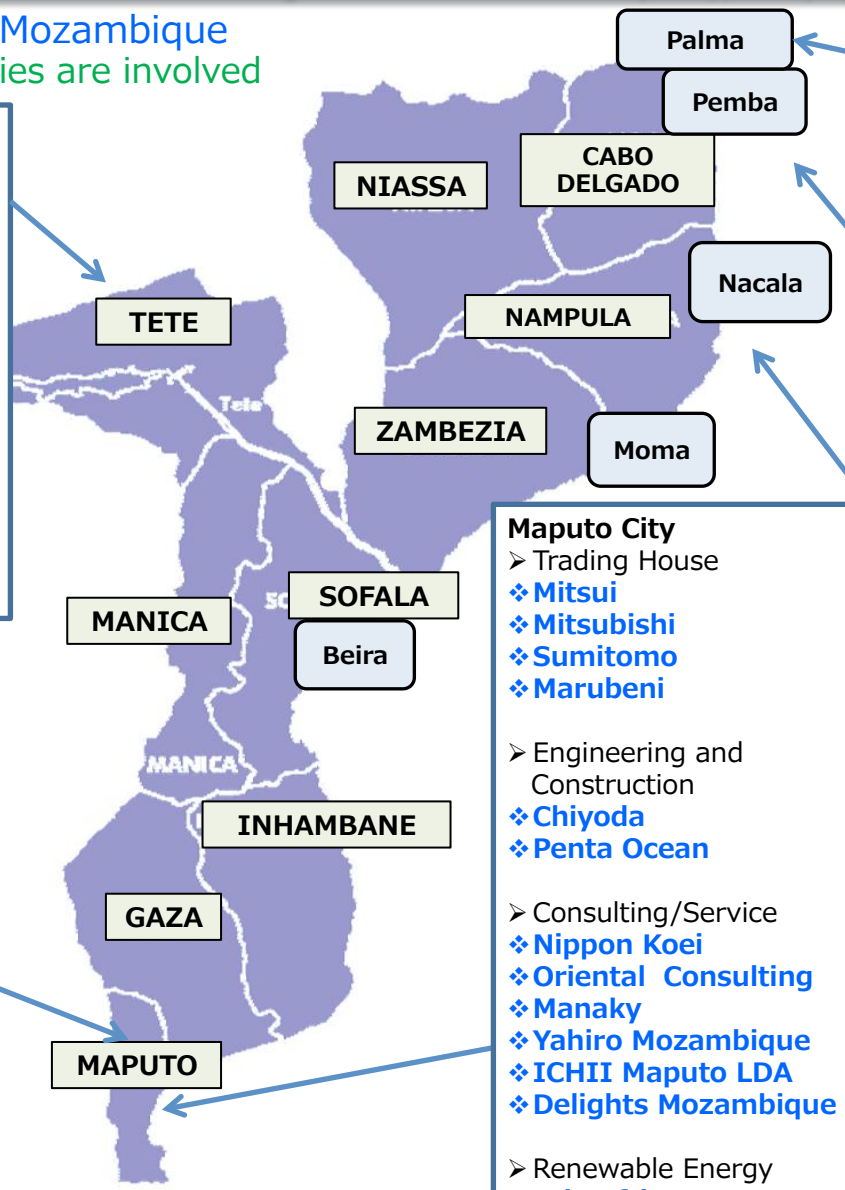 Mozambique
ies are involved
Palma
Pemba
CABO
DELGADO
NIASSA
Nacala
TETE
NAMPULA
Tete
ZAMBEZIA
Moma
SOFALA
MANICA
Beira
MANICA
INHAMBANE
GAZA
MAPUTO
Maputo City
➢ Trading House
❖ Mitsui
❖ Mitsubishi
❖ Sumitomo
❖ Marubeni
➢ Engineering and
Construction
❖ Chiyoda
❖ Penta Ocean
➢ Consulting/Service
❖ Nippon Koei
❖ Oriental Consulting
❖ Manaky
❖ Yahiro Mozambique
❖ ICHII Maputo LDA
❖ Delights Mozambique
➢ Renewable Energy